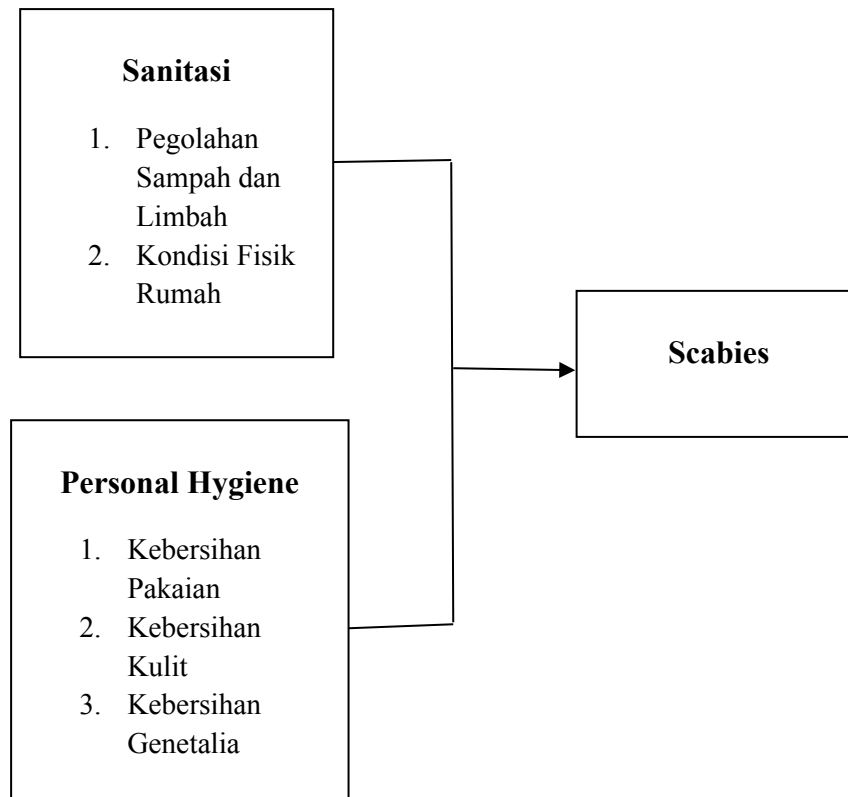 Sanitasi
1. Pegolahan
Sampah dan
Limbah
2. Kondisi Fisik
Rumah
Scabies
Personal Hygiene
1. Kebersihan
Pakaian
2. Kebersihan
Kulit
3. Kebersihan
Genetalia